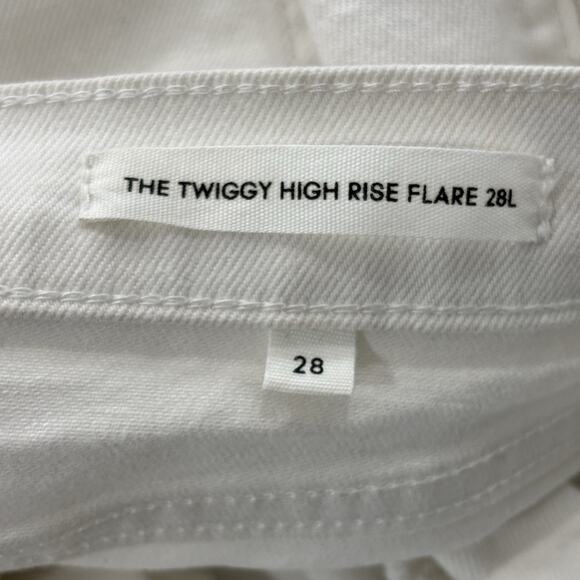 THE TWIGGY HIGH RISE FLARE 28L
28